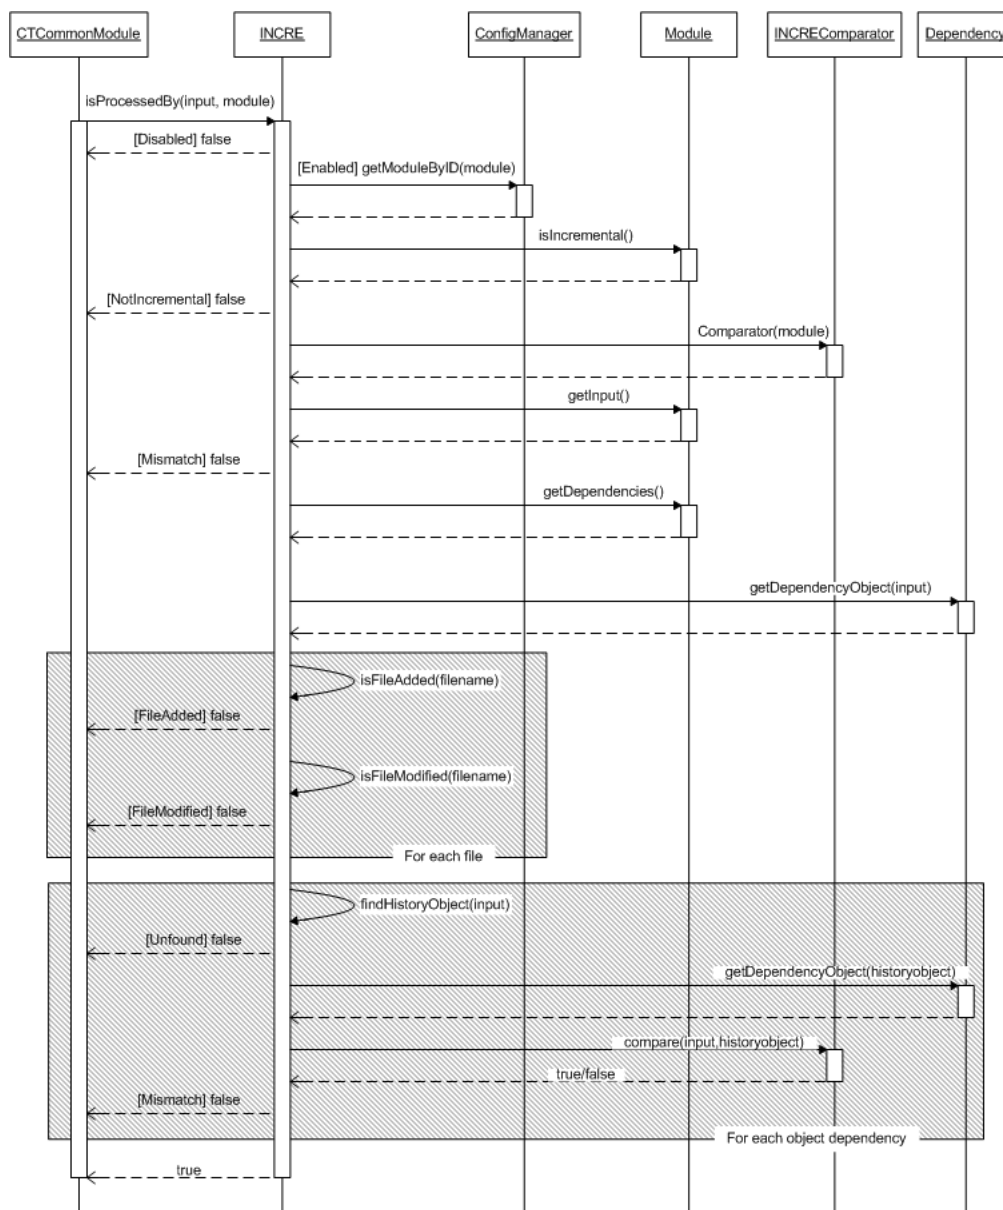 CTCommonModule
INCRE
ConfigManager
Module
INCREComparator
Dependency
isProcessedBy(input, module)
[Disabled] false
[Enabled] getModuleByID(module)
isIncremental()
[NotIncremental] false
Comparator(module)
getInput()
[Mismatch] false
getDependencies()
getDependencyObject(input)
isFileAdded(filename)
[FileAdded] false
isFileModified(filename)
[FileModified] false
For each file
findHistoryObject(input)
[Unfound] false
getDependencyObject(historyobject)
compare(input,historyobject)
true/false
[Mismatch] false
For each object dependency
true